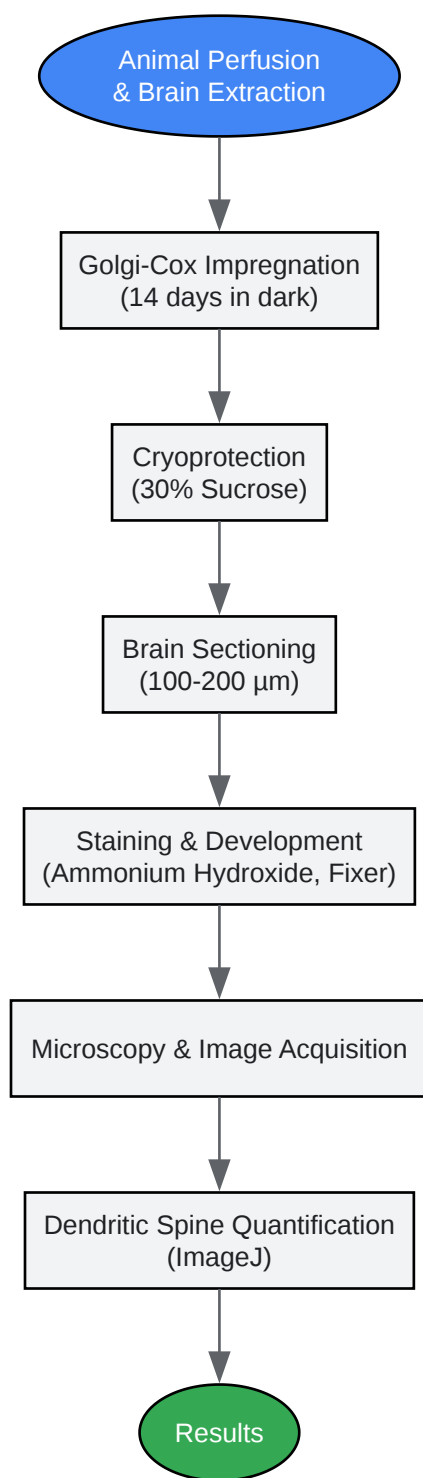 Animal Perfusion
& Brain Extraction
Golgi-Cox Impregnation
(14 days in dark)
Cryoprotection
(30% Sucrose)
Brain Sectioning
(100-200 µm)
Staining & Development
(Ammonium Hydroxide, Fixer)
Microscopy & Image Acquisition
Dendritic Spine Quantification
(ImageJ)
Results